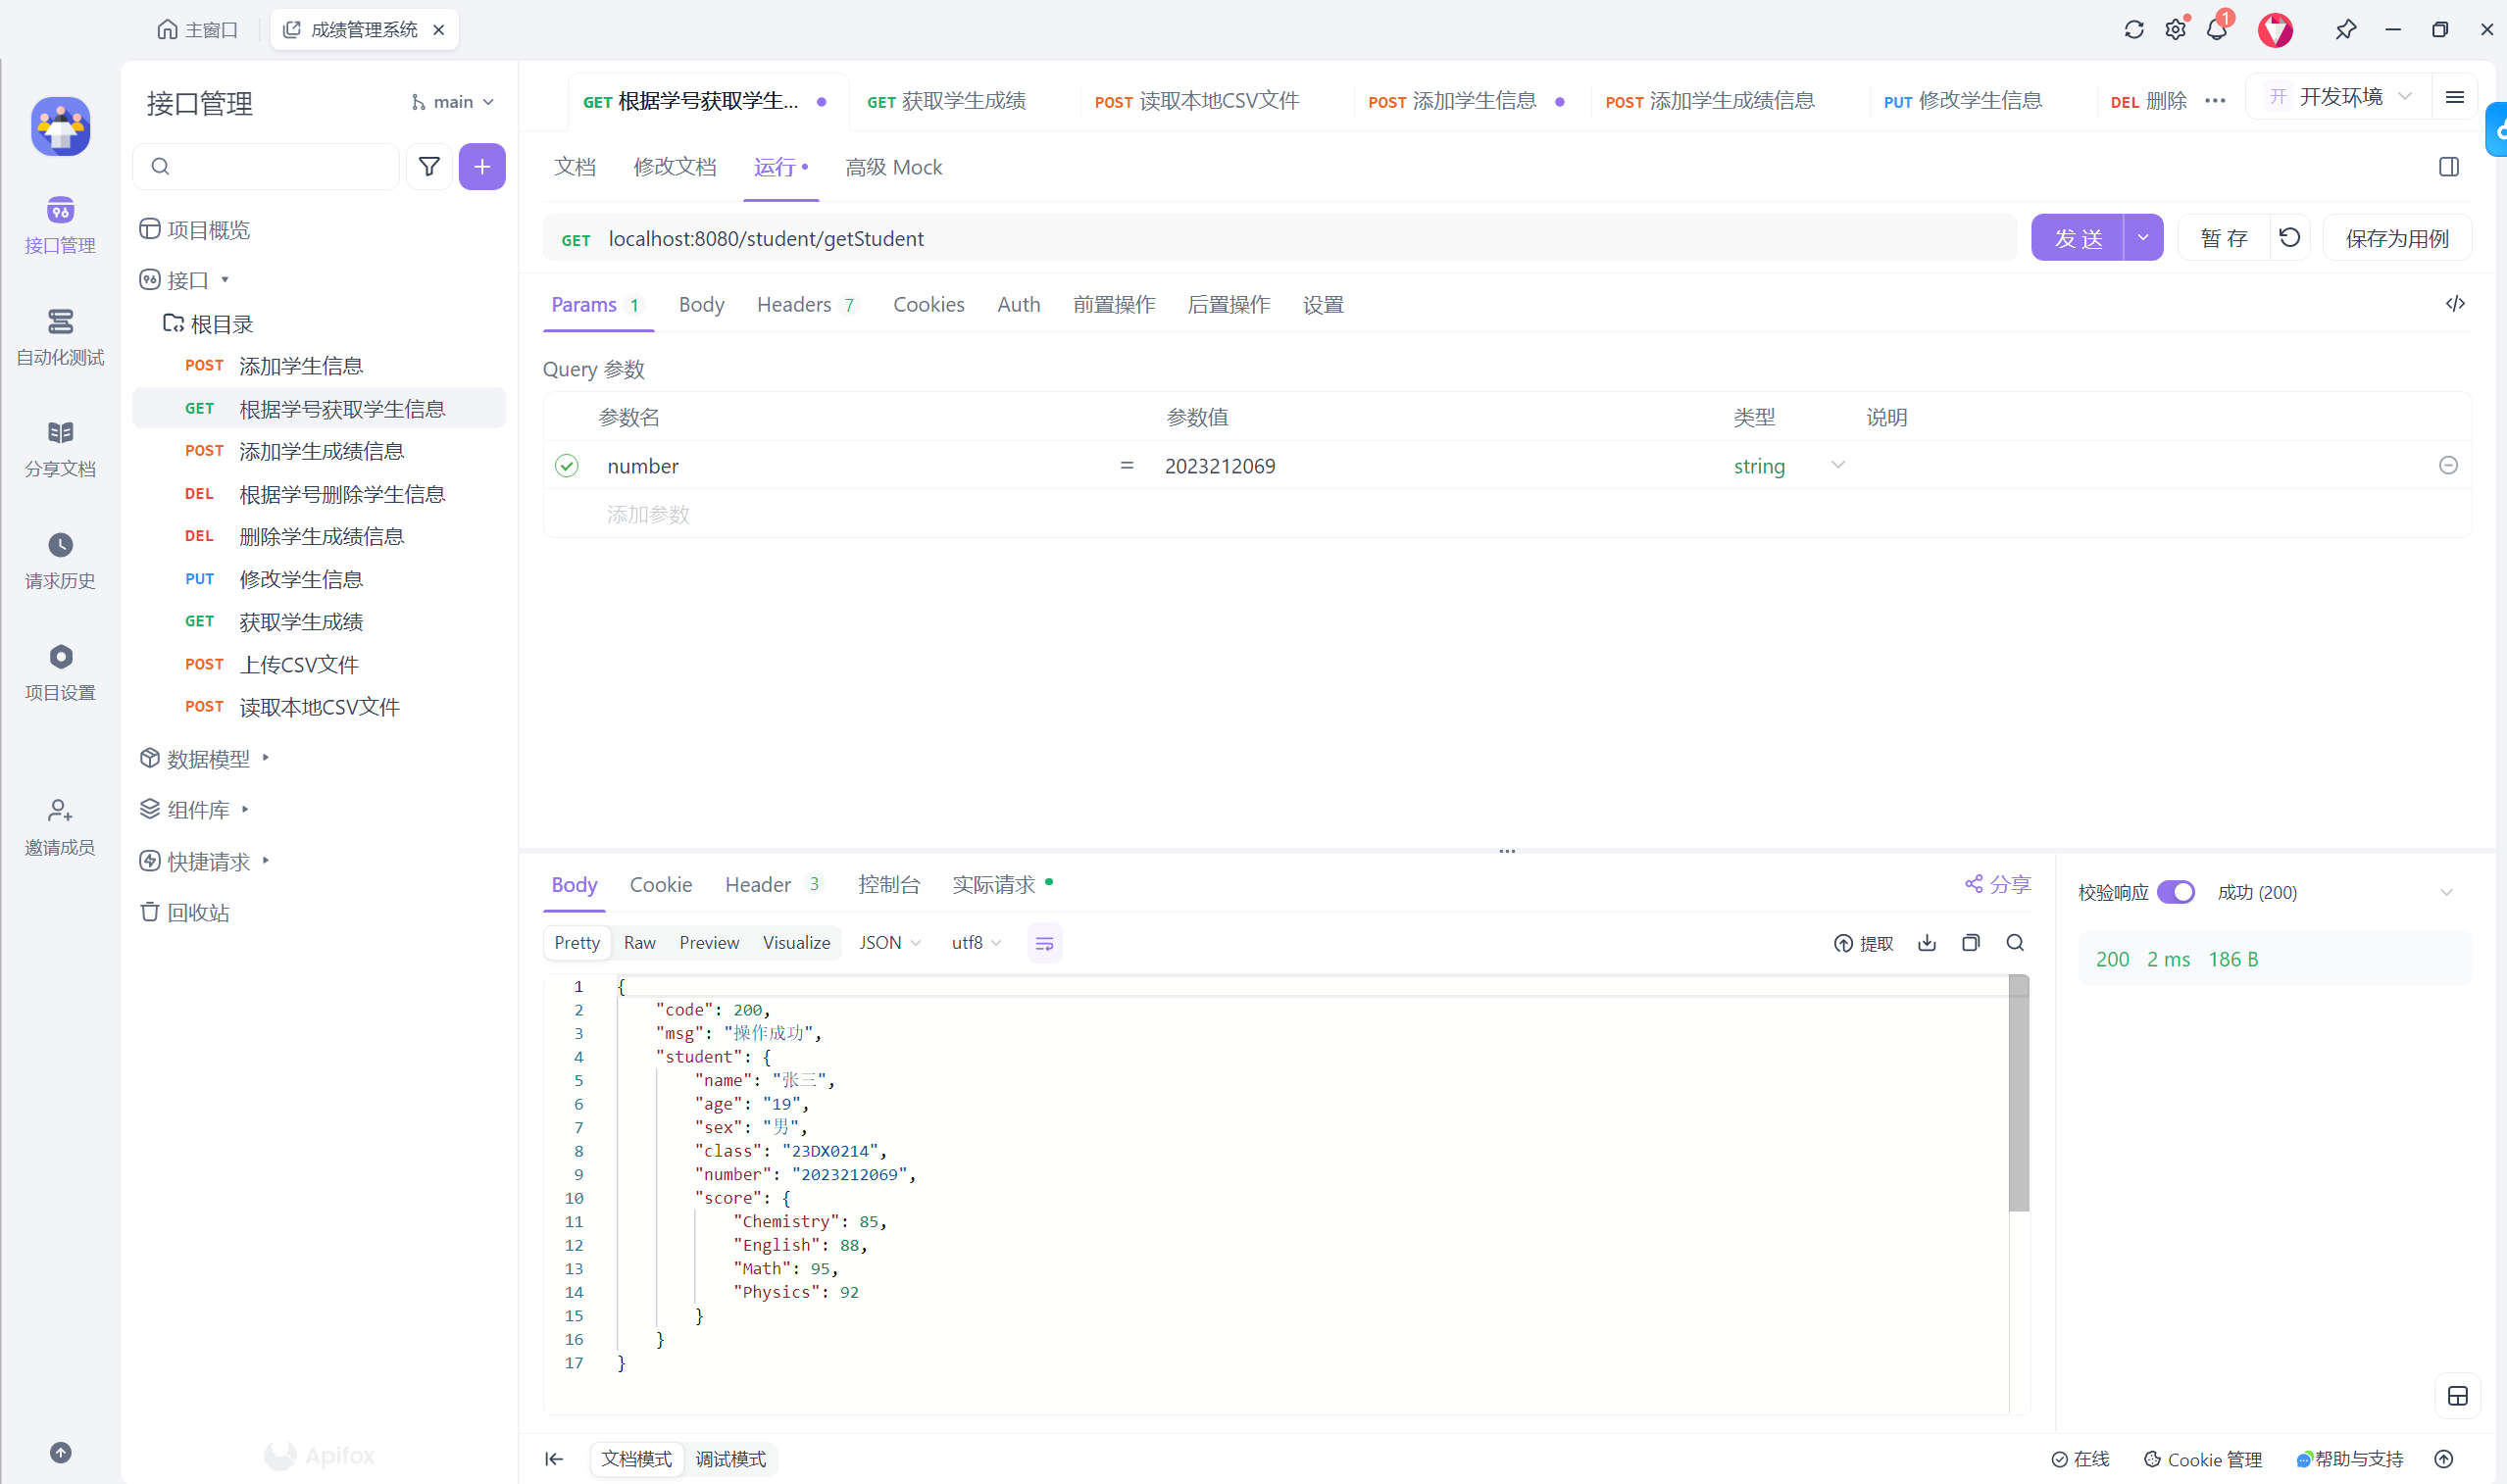 主窗口
成绩管理系统
1
接口管理
自动化测试
分享文档
请求历史
项目设置
邀请成员
接口管理
main
项目概览
接口
根目录
POST 添加学生信息
GET 根据学号获取学生信息
POST 添加学生成绩信息
DEL 根据学号删除学生信息
DEL 删除学生成绩信息
PUT 修改学生信息
GET 获取学生成绩
POST 上传CSV文件
POST 读取本地CSV文件
数据模型
组件库
快捷请求
回收站
Apifox
GET 根据学号获取学生...
GET 获取学生成绩
POST 读取本地CSV文件
POST 添加学生信息
POST 添加学生成绩信息
PUT 修改学生信息
DEL 删除
开 开发环境
文档 修改文档 运行 高级 Mock
GET localhost:8080/student/getStudent
发 送
暂 存
保存为用例
Params 1 Body Headers 7 Cookies Auth 前置操作 后置操作 设置
Query 参数
参数名 参数值 类型 说明
number = 2023212069 string
添加参数
Body Cookie Header 3 控制台 实际请求
分享
Pretty Raw Preview Visualize JSON utf8
提取
1 {
2 "code": 200,
3 "msg": "操作成功",
4 "student": {
5 "name": "张三",
6 "age": "19",
7 "sex": "男",
8 "class": "23DX0214",
9 "number": "2023212069",
10 "score": {
11 "Chemistry": 85,
12 "English": 88,
13 "Math": 95,
14 "Physics": 92
15 }
16 }
17 }
校验响应 成功 (200)
200 2 ms 186 B
文档模式 调试模式
在线 Cookie 管理 帮助与支持